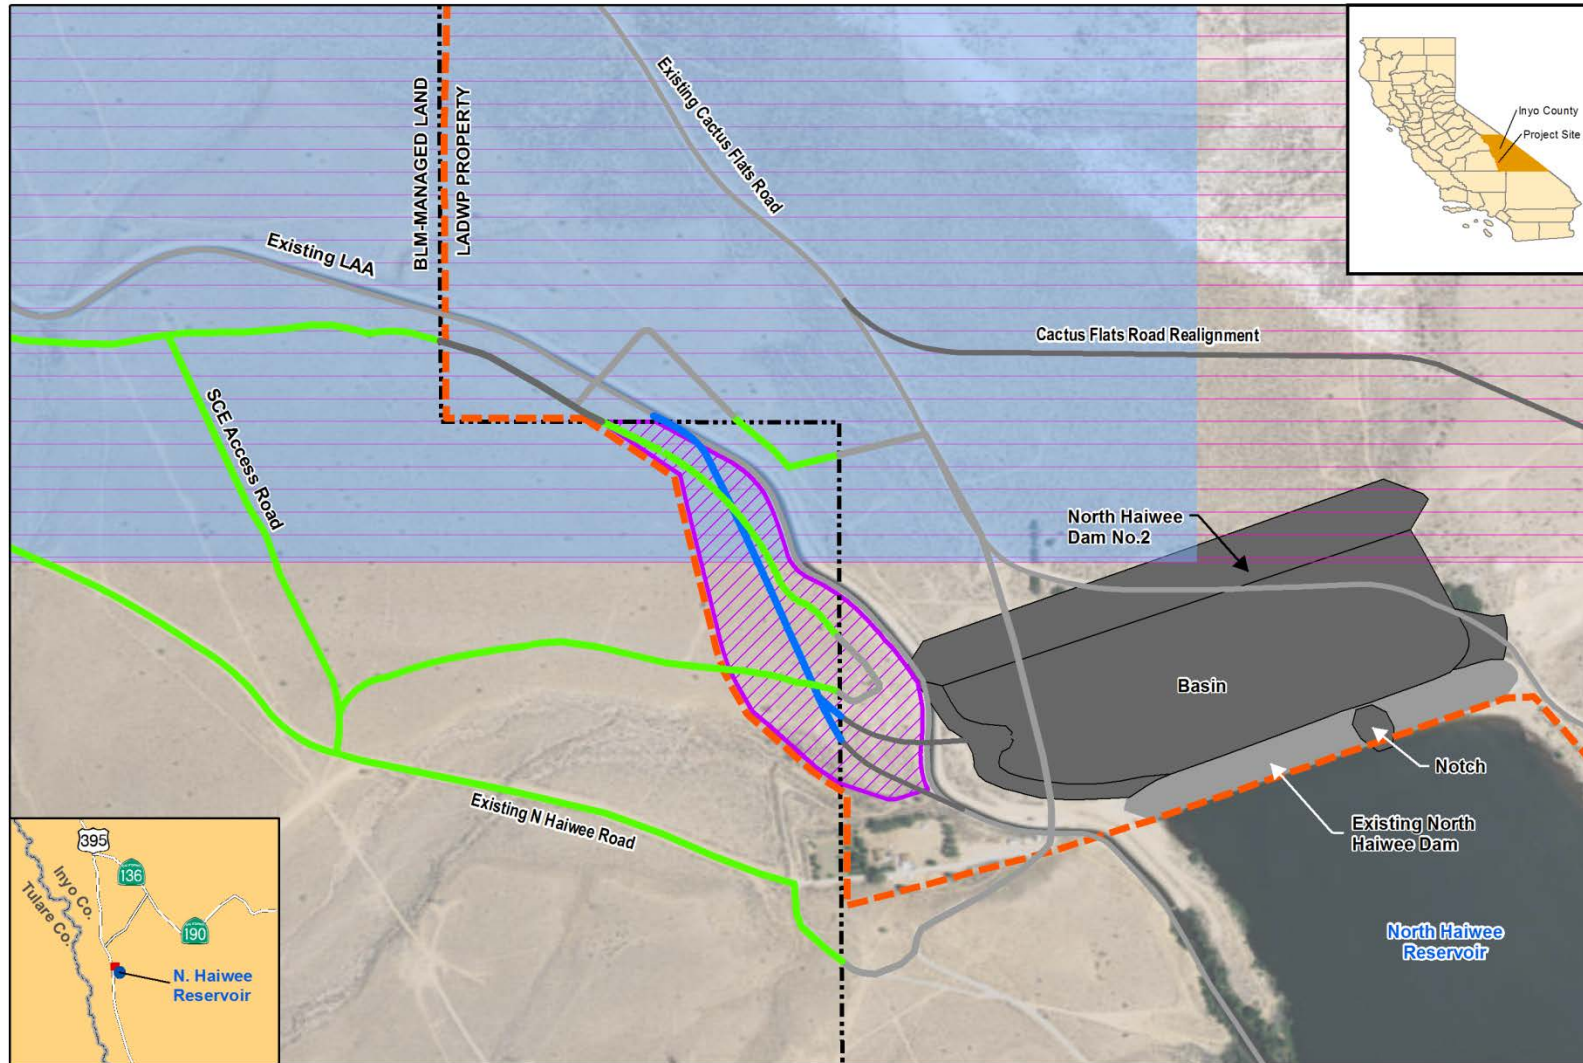 BLM-MANAGED LAND
LADWP PROPERTY
Existing Cactus Flats Road
Inyo County
Project Site
Existing LAA
Cactus Flats Road Realignment
SCE Access Road
North Haiwee
Dam No.2
Basin
Notch
Existing N Haiwee Road
Existing North
Haiwee Dam
North Haiwee
Reservoir
395
CALIFORNIA
136
CALIFORNIA
190
Inyo Co.
Tulare Co.
N. Haiwee
Reservoir